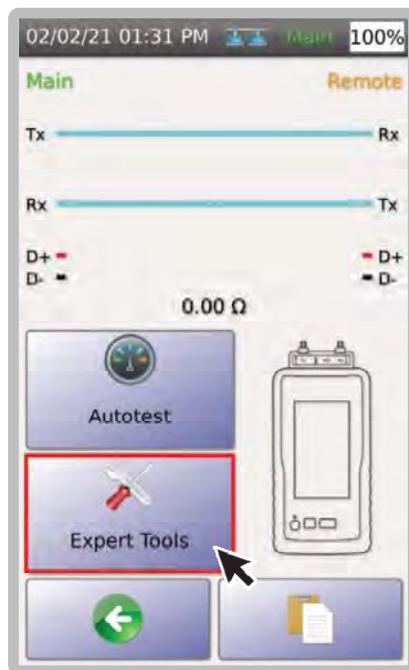 02/02/21 01:31 PM Main 100%
Main Remote
Tx Rx
Rx Tx
D+ D+
D- D-
0.00 Ω
Autotest
Expert Tools